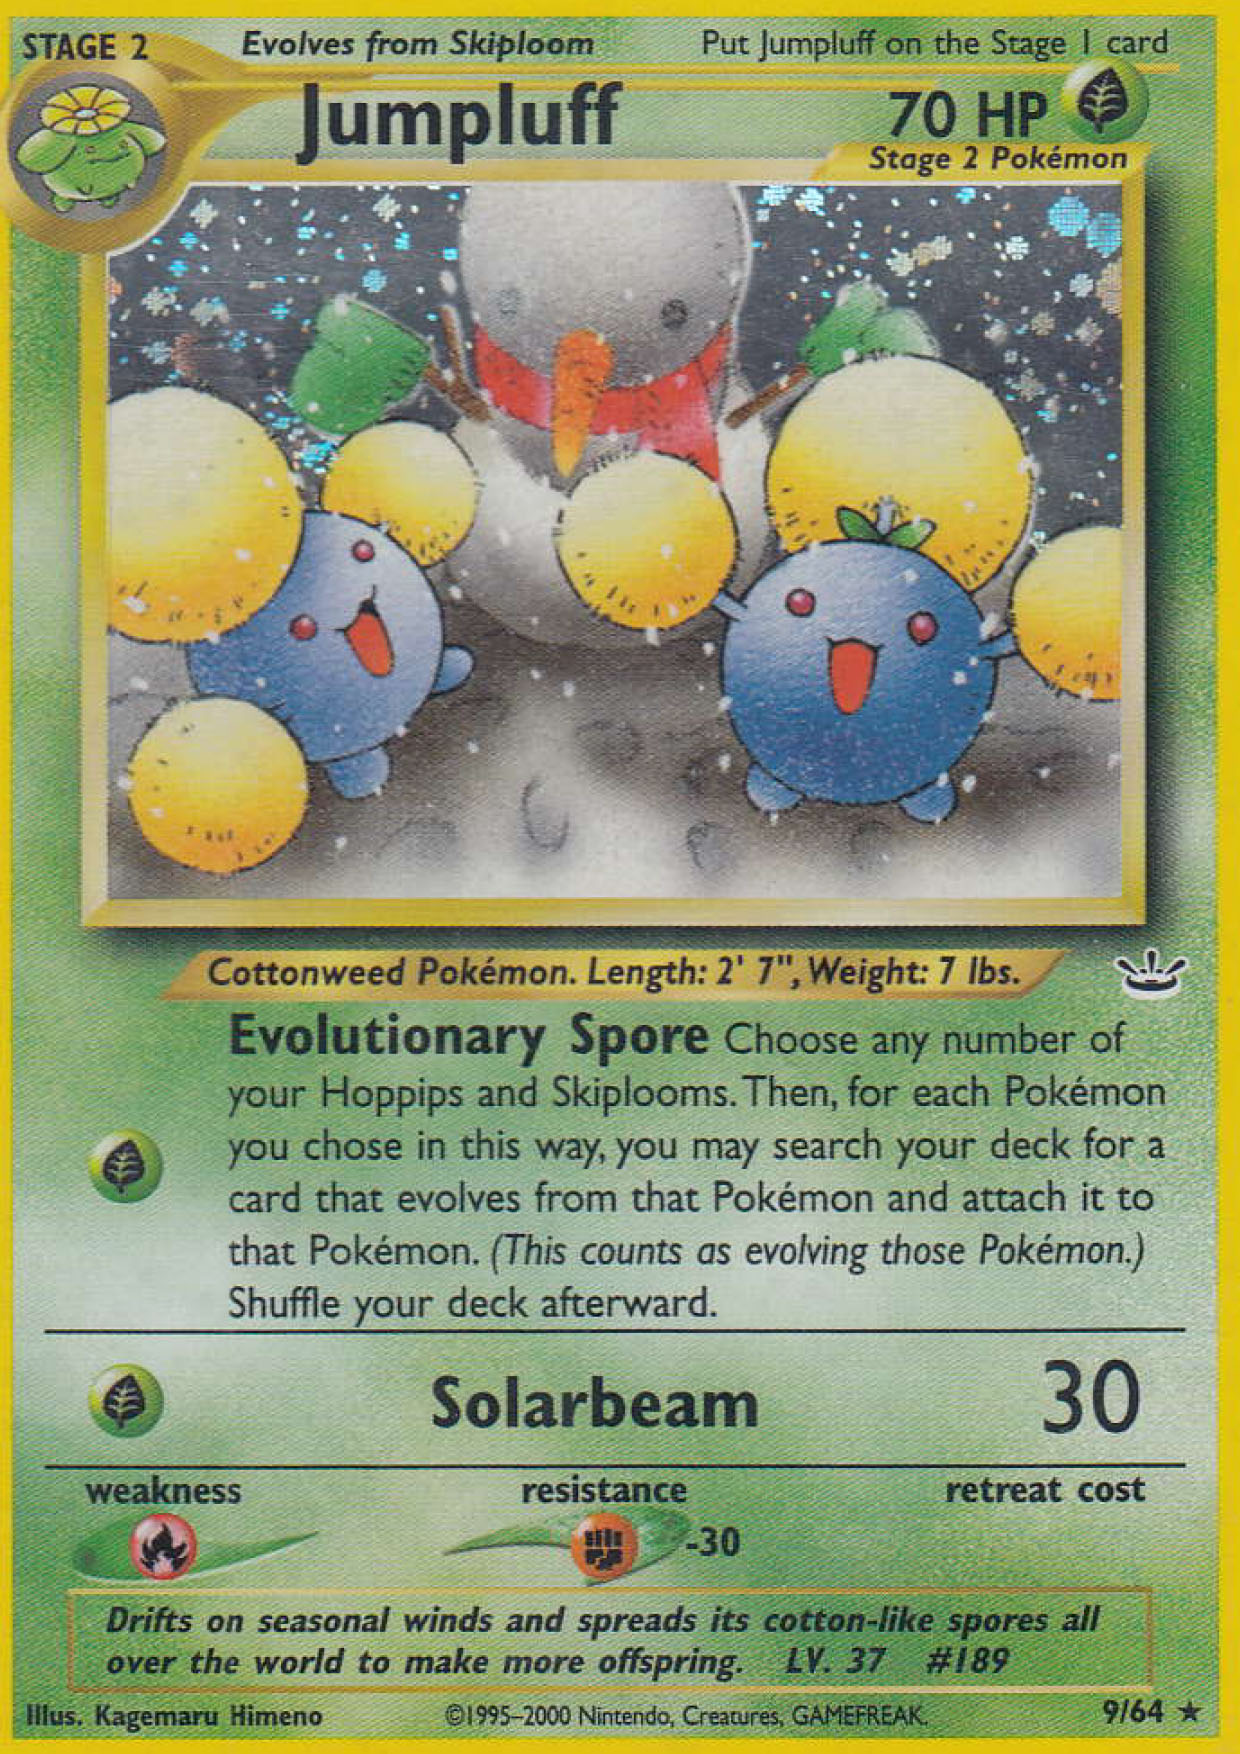 STAGE 2
Evolves from Skiploom
Put Jumpluff on the Stage 1 card
Jumpluff
70 HP
Stage 2 Pokémon
Cottonweed Pokémon. Length: 2' 7", Weight: 7 lbs.
Evolutionary Spore Choose any number of
your Hoppips and Skiplooms. Then, for each Pokémon
you chose in this way, you may search your deck for a
card that evolves from that Pokémon and attach it to
that Pokémon. (This counts as evolving those Pokémon.)
Shuffle your deck afterward.
Solarbeam 30
weakness
resistance
retreat cost
-30
Drifts on seasonal winds and spreads its cotton-like spores all
over the world to make more offspring. LV. 37 #189
Illus. Kagemaru Himeno
©1995–2000 Nintendo, Creatures, GAMEFREAK.
9/64 ★